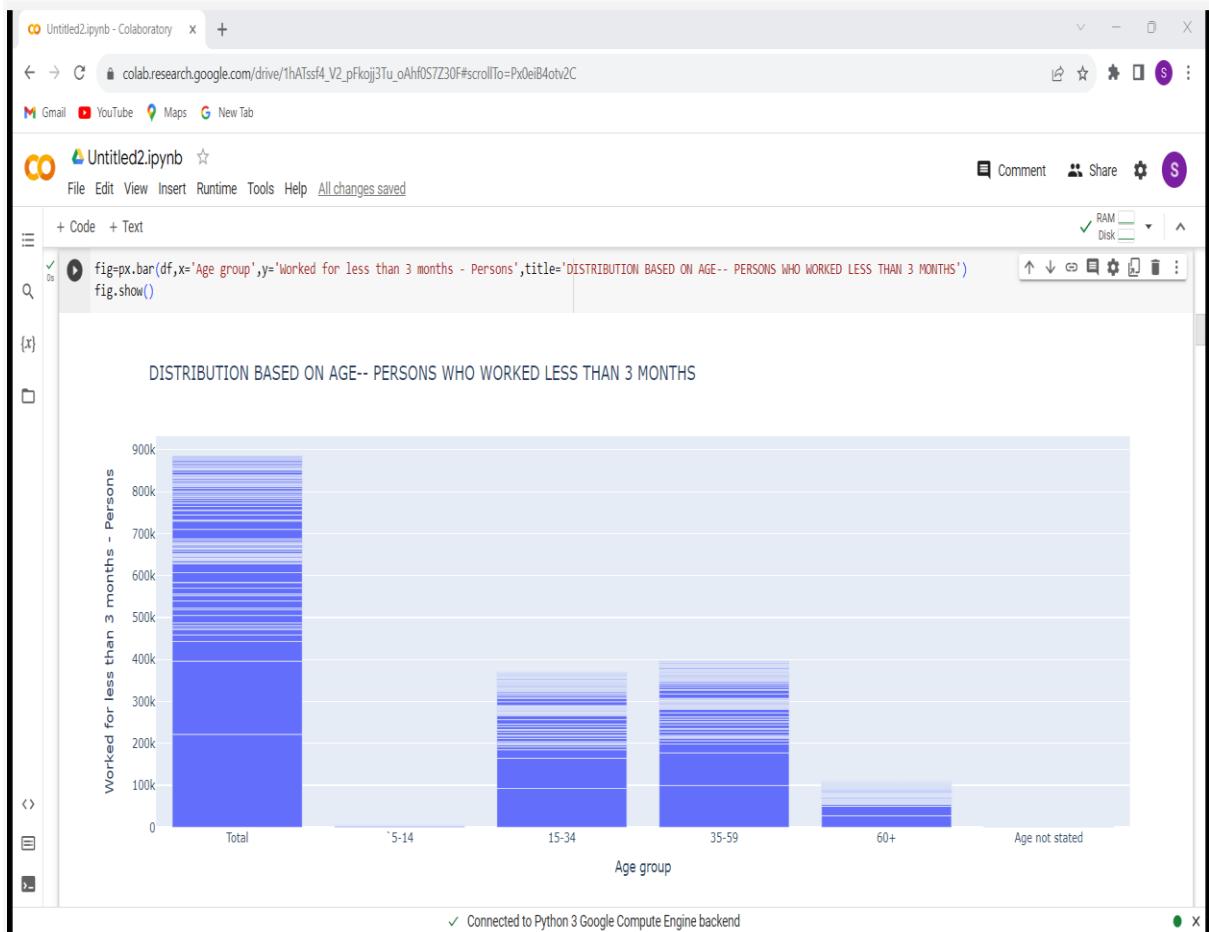 Untitled2.ipynb - Colaboratory
colab.research.google.com/drive/1hATssf4_V2_pFkojj3Tu_oAhf0S7Z30F#scrollTo=Px0eiB4otv2C
S
Gmail YouTube Maps G New Tab
Untitled2.ipynb
Comment Share S
File Edit View Insert Runtime Tools Help All changes saved
+ Code + Text
RAM
Disk
0s
fig=px.bar(df,x='Age group',y='Worked for less than 3 months - Persons',title='DISTRIBUTION BASED ON AGE-- PERSONS WHO WORKED LESS THAN 3 MONTHS')
fig.show()
{x}
DISTRIBUTION BASED ON AGE-- PERSONS WHO WORKED LESS THAN 3 MONTHS
Worked for less than 3 months - Persons
900k
800k
700k
600k
500k
400k
300k
200k
100k
0
Total `5-14 15-34 35-59 60+ Age not stated
Age group
Connected to Python 3 Google Compute Engine backend